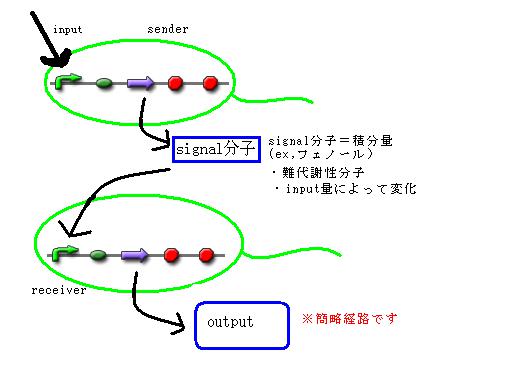 input
sender
signal分子
signal分子＝積分量
(ex,フェノール)
・難代謝性分子
・input量によって変化
receiver
output
※簡略経路です